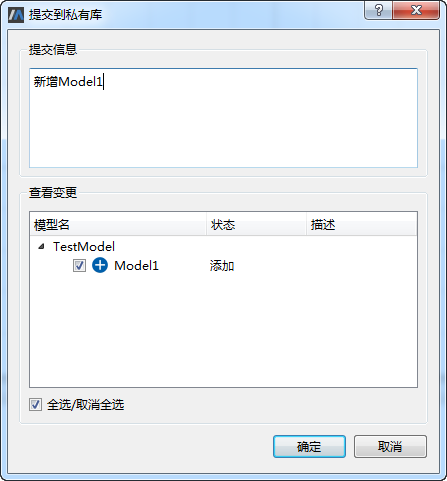 提交到私有库
提交信息
新增Model1
查看变更
模型名 状态 描述
TestModel
Model1 添加
全选/取消全选
确定 取消